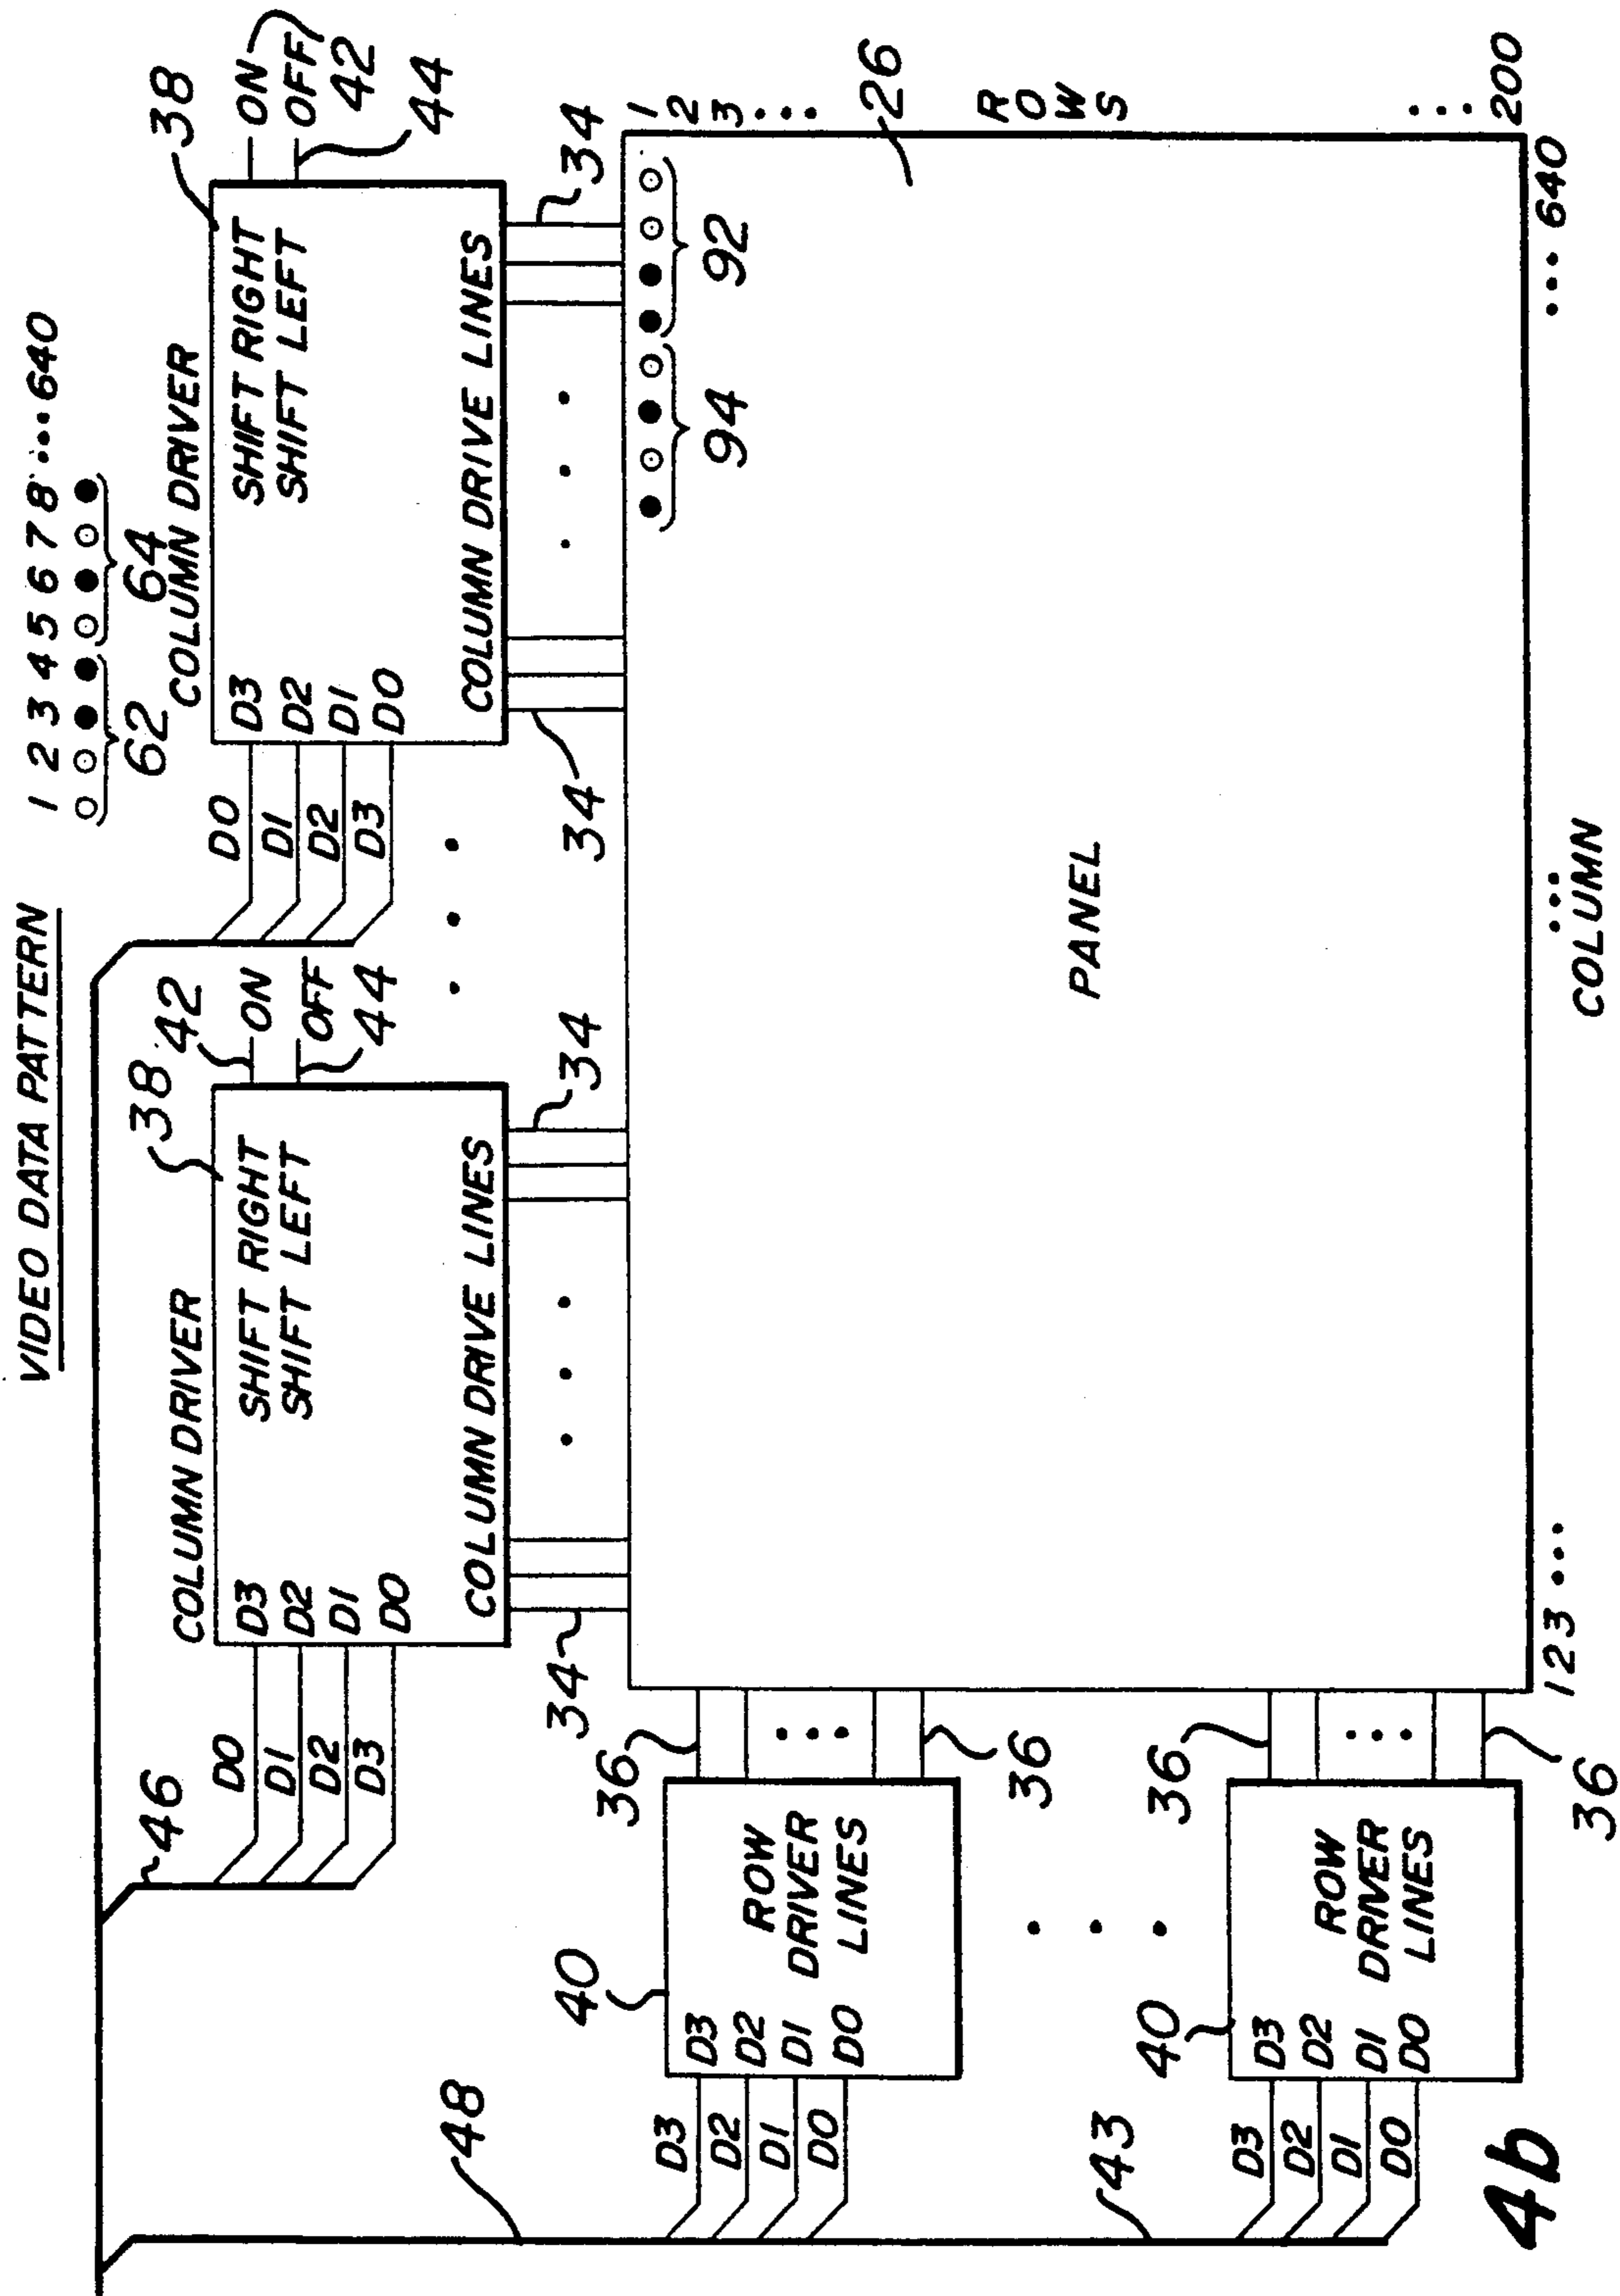 VIDEO DATA PATTERN
1 2 3 4 5 6 7 8 ... 640
62 64
COLUMN DRIVER
38
SHIFT RIGHT
SHIFT LEFT
42
ON
OFF
44
46
D0
D1
D2
D3
D3
D2
D1
D0
COLUMN DRIVE LINES
34
34
COLUMN DRIVER
38
SHIFT RIGHT
SHIFT LEFT
ON
OFF
42
44
D0
D1
D2
D3
D3
D2
D1
D0
COLUMN DRIVE LINES
34
34
94 92
1
2
3
...
26
ROWS
...
200
PANEL
48
40
D3
D2
D1
D0
D3
D2
D1
D0
ROW
DRIVER
LINES
36
36
43
40
D3
D2
D1
D0
D3
D2
D1
D0
ROW
DRIVER
LINES
36
36
1 2 3 ... ... ... 640
COLUMN
4b